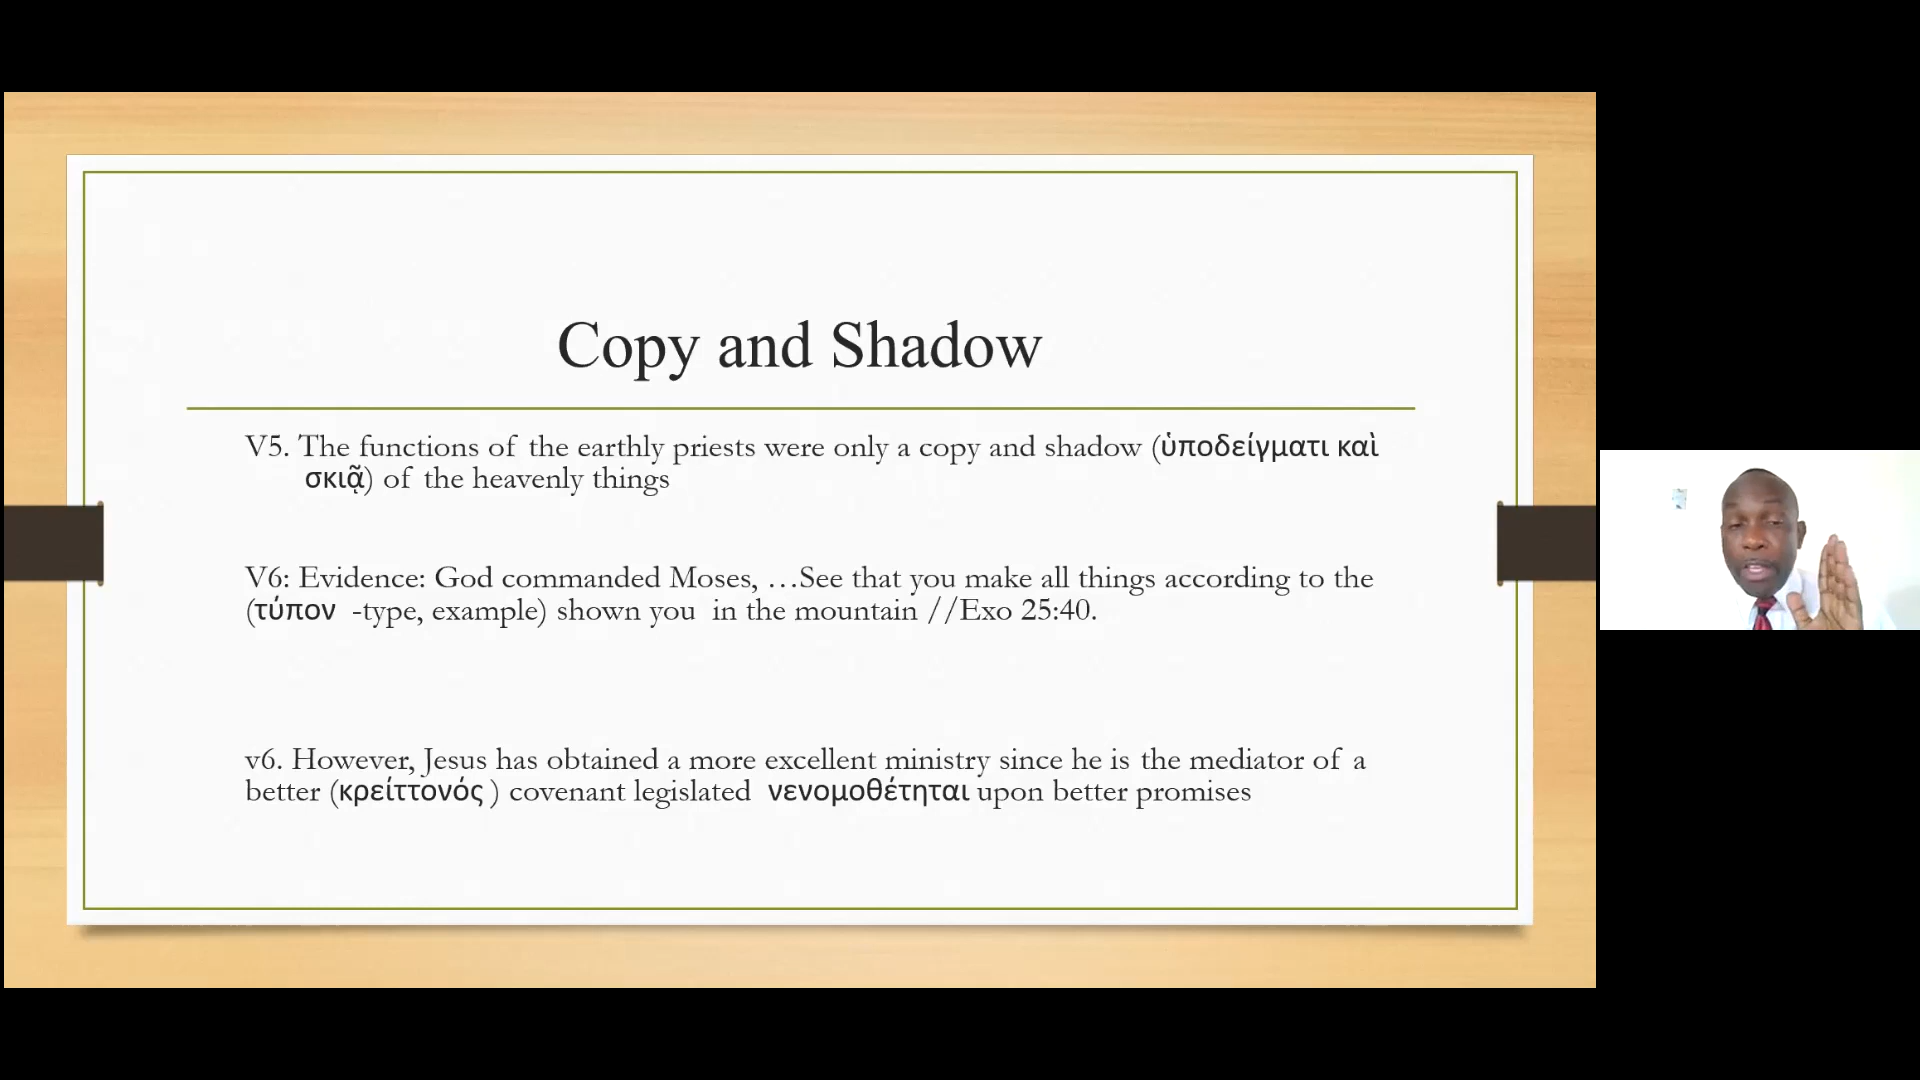 Copy and Shadow
V5. The functions of the earthly priests were only a copy and shadow (ὑποδείγματι καὶ
σκιᾷ) of the heavenly things
V6: Evidence: God commanded Moses, …See that you make all things according to the
(τύπον -type, example) shown you in the mountain //Exo 25:40.
v6. However, Jesus has obtained a more excellent ministry since he is the mediator of a
better (κρείττονός ) covenant legislated νενομοθέτηται upon better promises